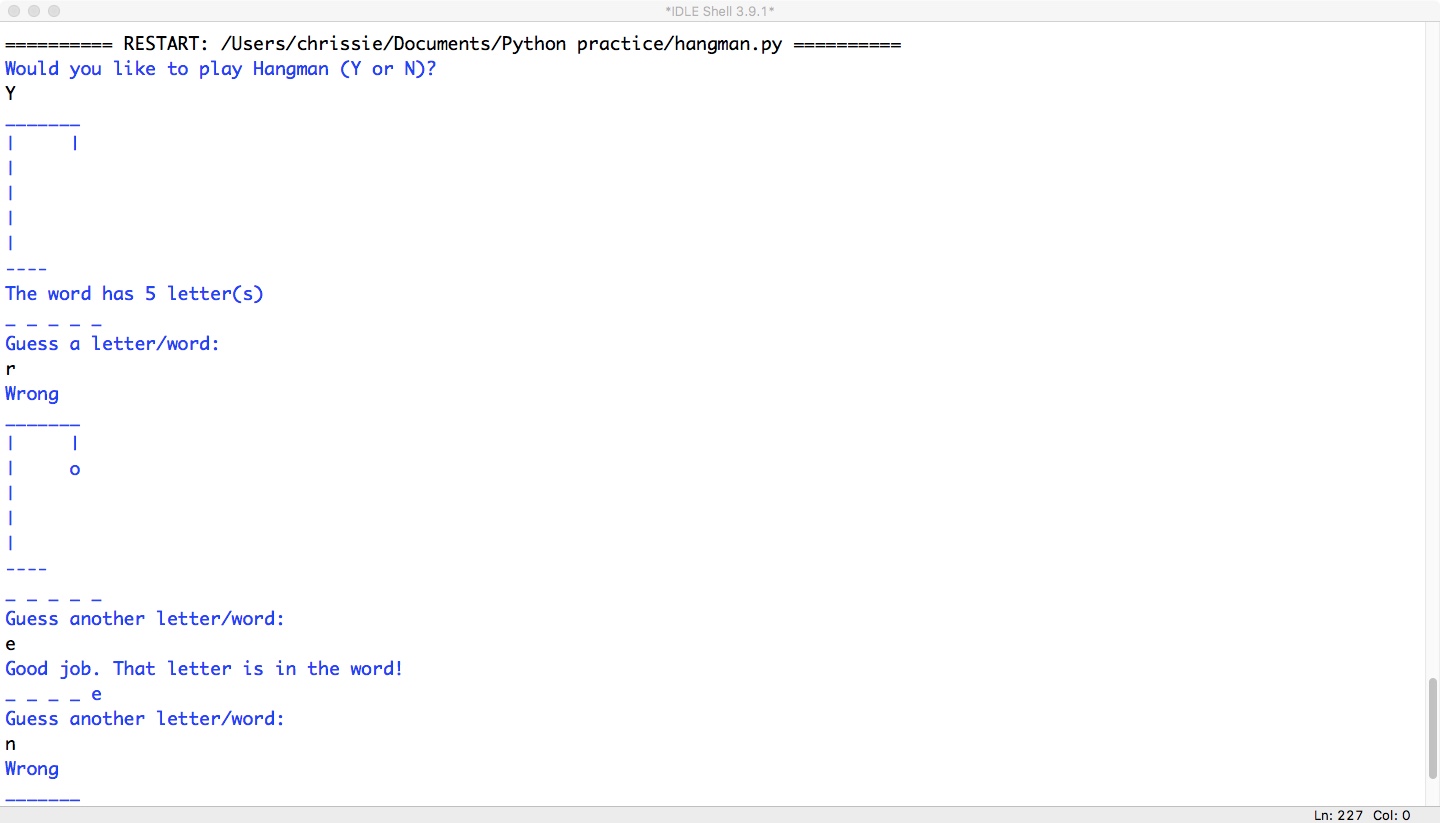 *IDLE Shell 3.9.1*
========== RESTART: /Users/chrissie/Documents/Python practice/hangman.py ==========
Would you like to play Hangman (Y or N)?
Y
_______
|     |
|
|
|
|
----
The word has 5 letter(s)
_ _ _ _ _
Guess a letter/word:
r
Wrong
_______
|     |
|     o
|
|
|
----
_ _ _ _ _
Guess another letter/word:
e
Good job. That letter is in the word!
_ _ _ _ e
Guess another letter/word:
n
Wrong
_______
Ln: 227 Col: 0